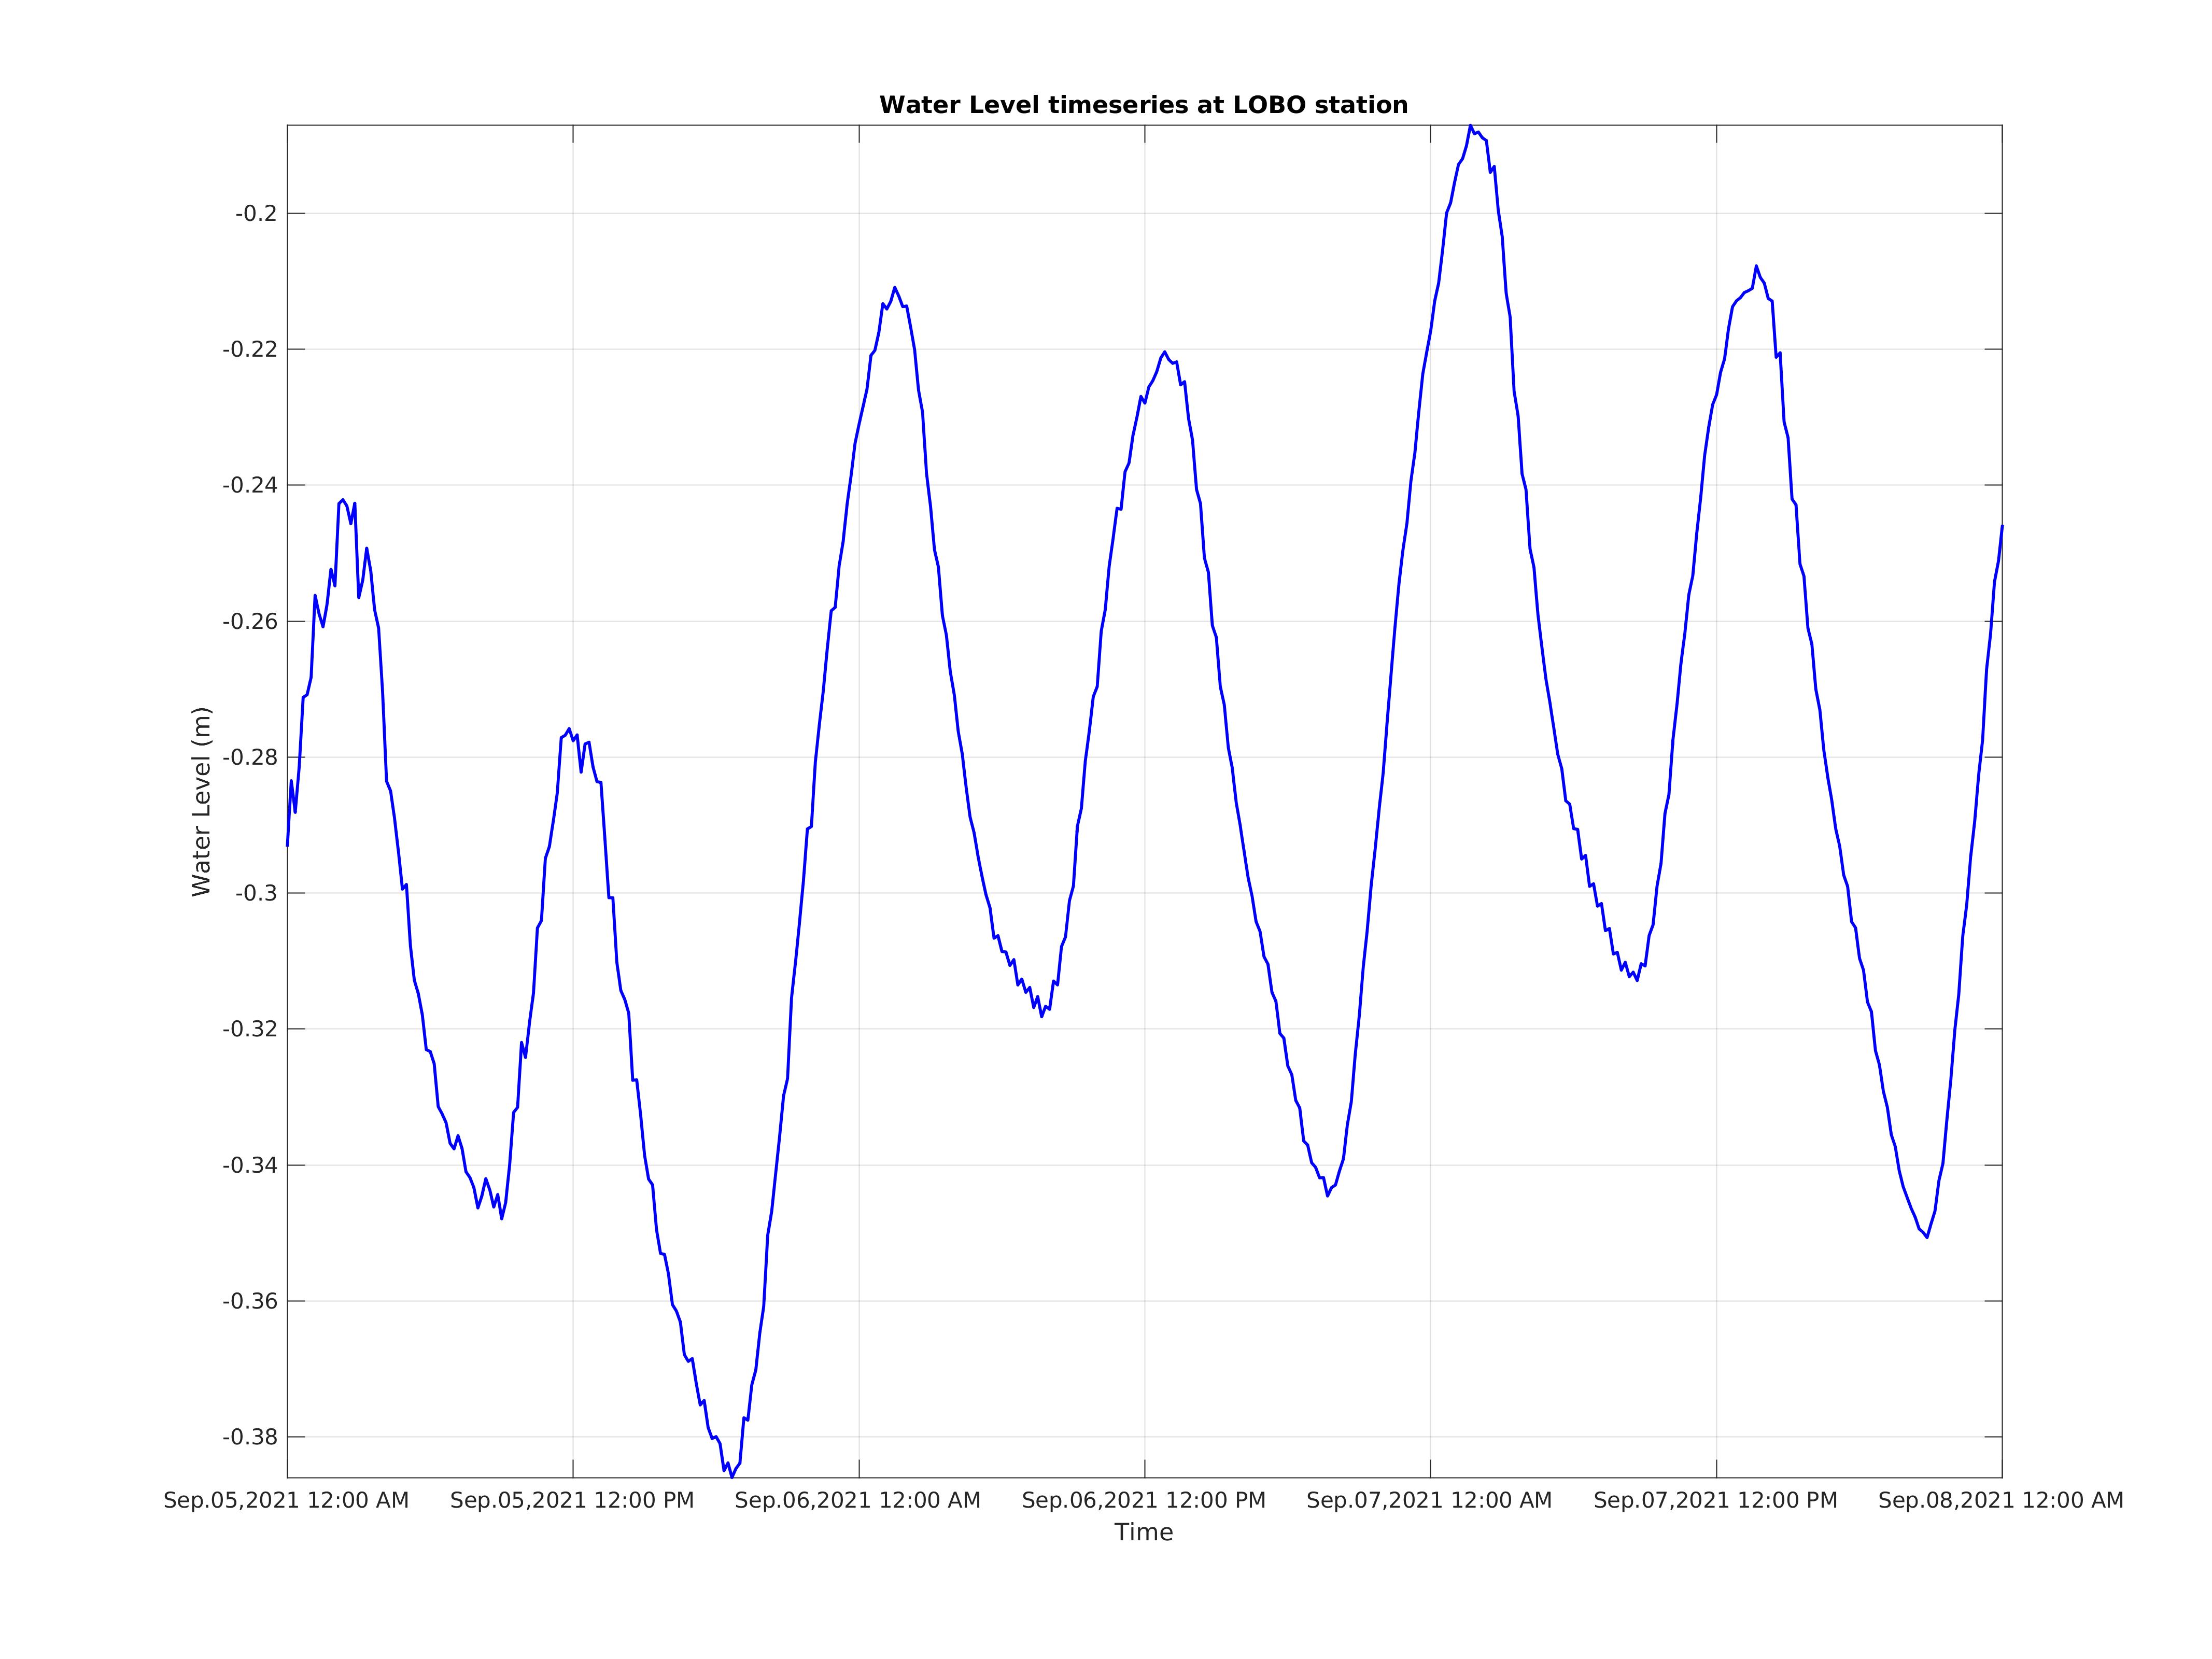 Water Level timeseries at LOBO station
-0.2
-0.22
-0.24
-0.26
-0.28
-0.3
-0.32
-0.34
-0.36
-0.38
Water Level (m)
Sep.05,2021 12:00 AM
Sep.05,2021 12:00 PM
Sep.06,2021 12:00 AM
Sep.06,2021 12:00 PM
Sep.07,2021 12:00 AM
Sep.07,2021 12:00 PM
Sep.08,2021 12:00 AM
Time